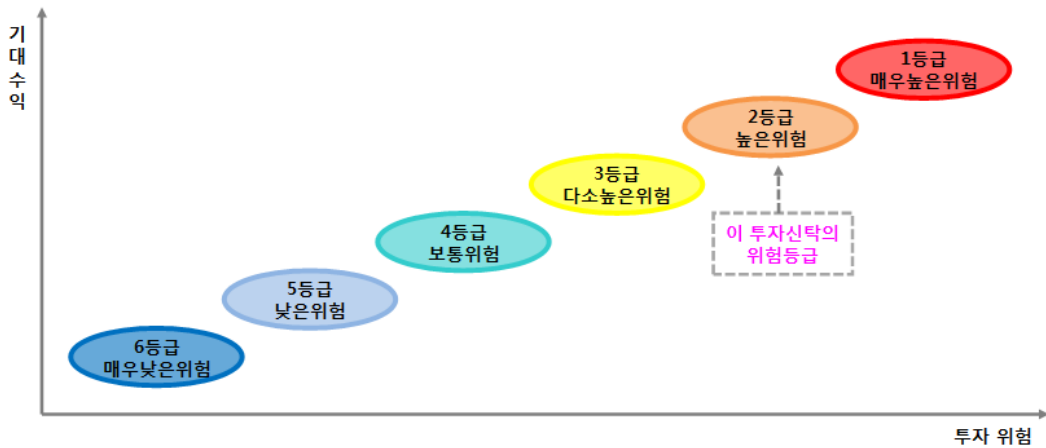 기
대
수
익
1등급
매우높은위험
2등급
높은위험
3등급
다소높은위험
이 투자신탁의
위험등급
4등급
보통위험
5등급
낮은위험
6등급
매우낮은위험
투자 위험